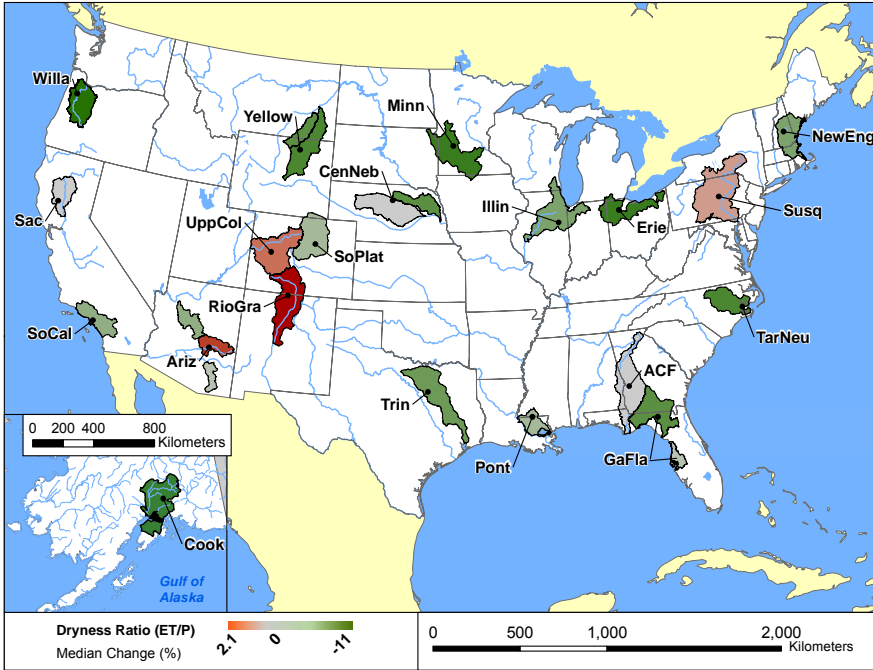 Willa
Yellow
Minn
NewEng
CenNeb
Sac
UppCol
SoPlat
Illin
Erie
Susq
RioGra
SoCal
Ariz
TarNeu
ACF
Trin
Pont
GaFla
0 200 400 800
Kilometers
Cook
Gulf of
Alaska
Dryness Ratio (ET/P)
Median Change (%)
2.1 0 -11
0 500 1,000 2,000
Kilometers